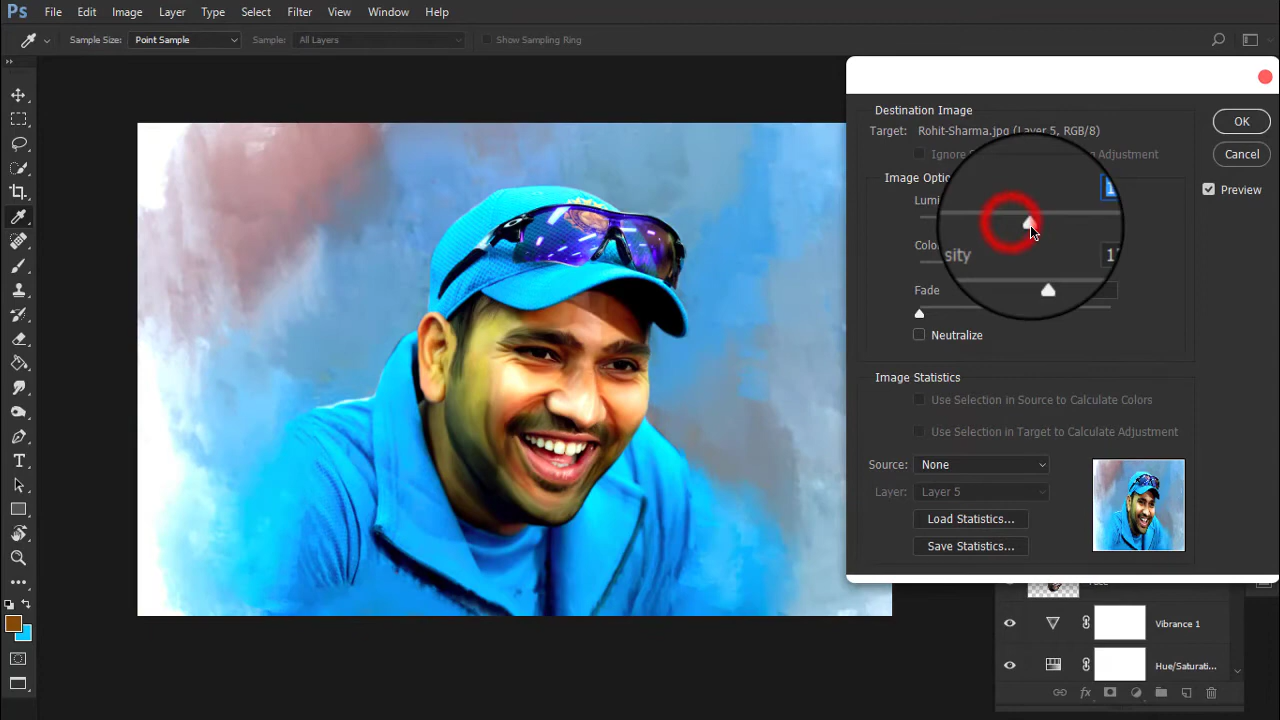 Ps File Edit Image Layer Type Select Filter View Window Help
Sample Size: Point Sample Sample: All Layers Show Sampling Ring
Destination Image
Target: Rohit-Sharma.jpg (Layer 5, RGB/8)
OK
Ignore Adjustment
Cancel
Image Optio
Preview
Lumi
Color
sity
1
Fade
Neutralize
Image Statistics
Use Selection in Source to Calculate Colors
Use Selection in Target to Calculate Adjustment
Source: None
Layer: Layer 5
Load Statistics...
Save Statistics...
Vibrance 1
Hue/Saturati...
fx